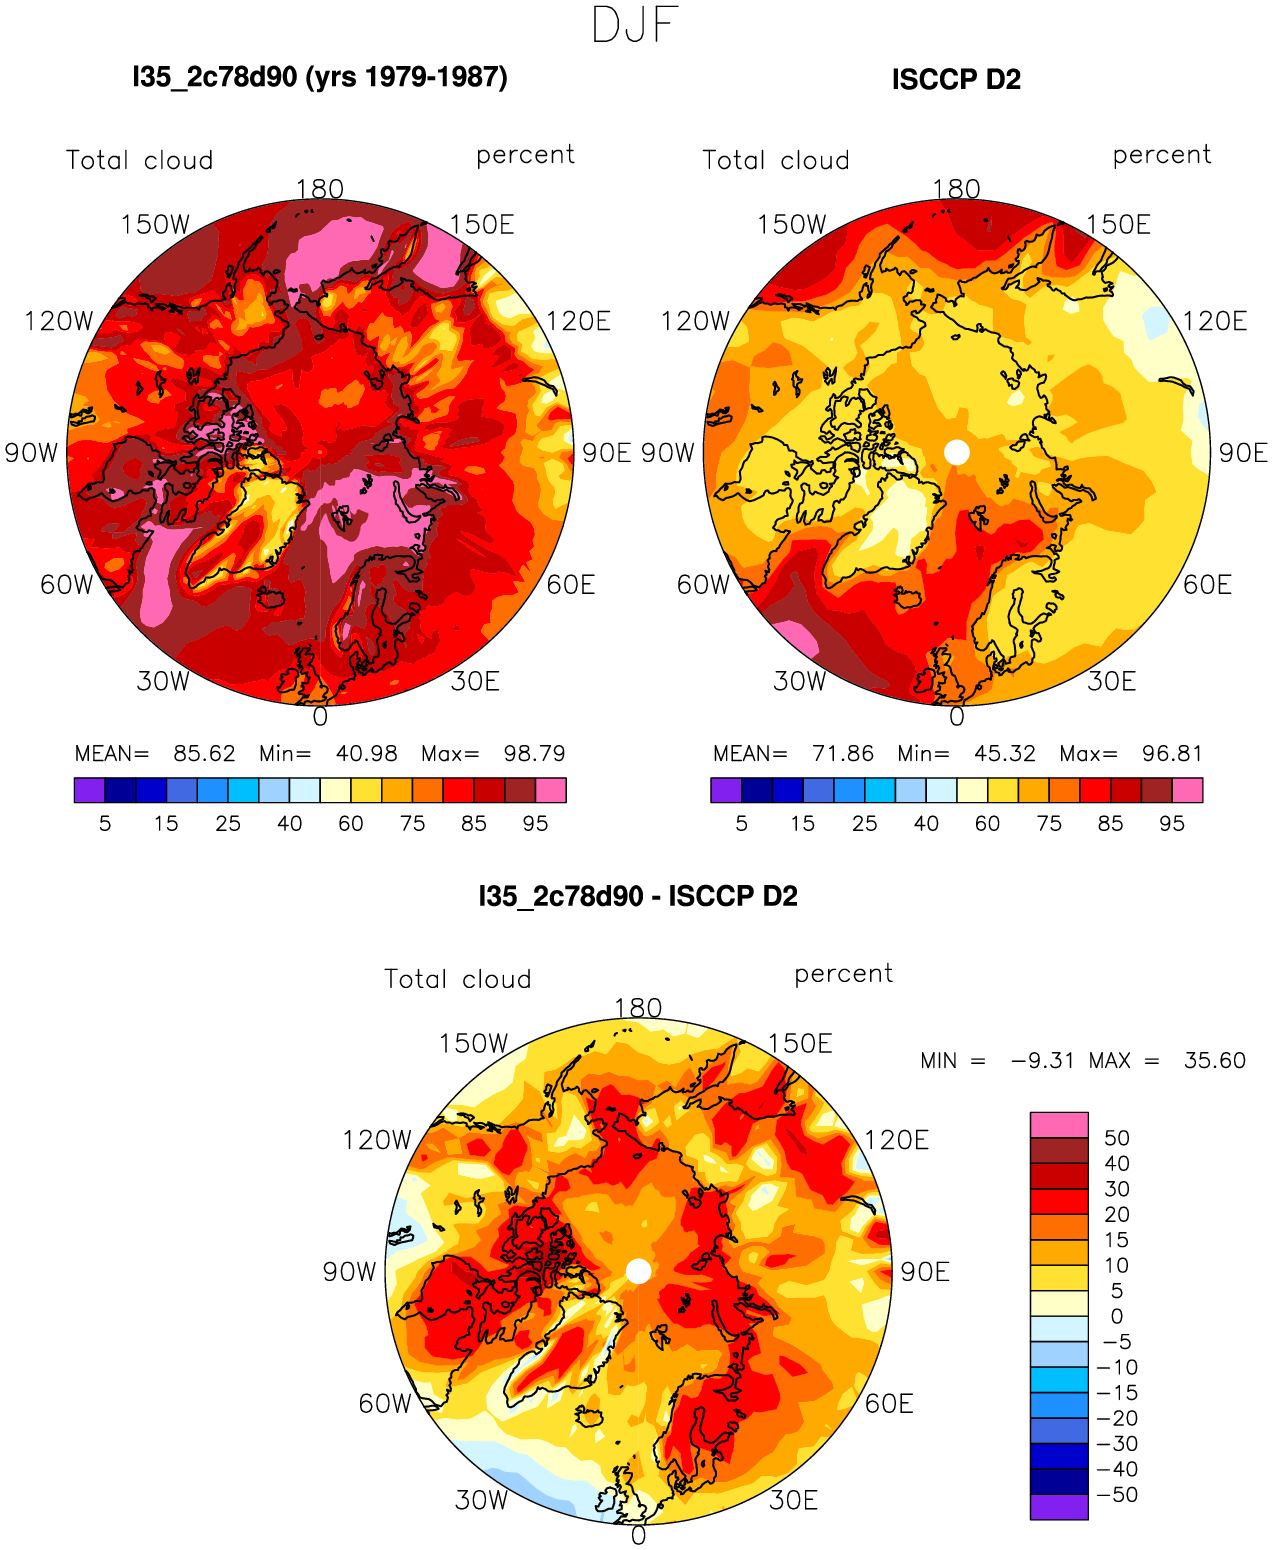 DJF
I35_2c78d90 (yrs 1979-1987)
ISCCP D2
Total cloud percent
Total cloud percent
180
150W 150E
120W 120E
90W 90E
60W 60E
30W 30E
0
180
150W 150E
120W 120E
90W 90E
60W 60E
30W 30E
0
MEAN= 85.62 Min= 40.98 Max= 98.79
5 15 25 40 60 75 85 95
MEAN= 71.86 Min= 45.32 Max= 96.81
5 15 25 40 60 75 85 95
I35_2c78d90 - ISCCP D2
Total cloud percent
180
150W 150E
120W 120E
90W 90E
60W 60E
30W 30E
0
MIN = -9.31 MAX = 35.60
50
40
30
20
15
10
5
0
-5
-10
-15
-20
-30
-40
-50